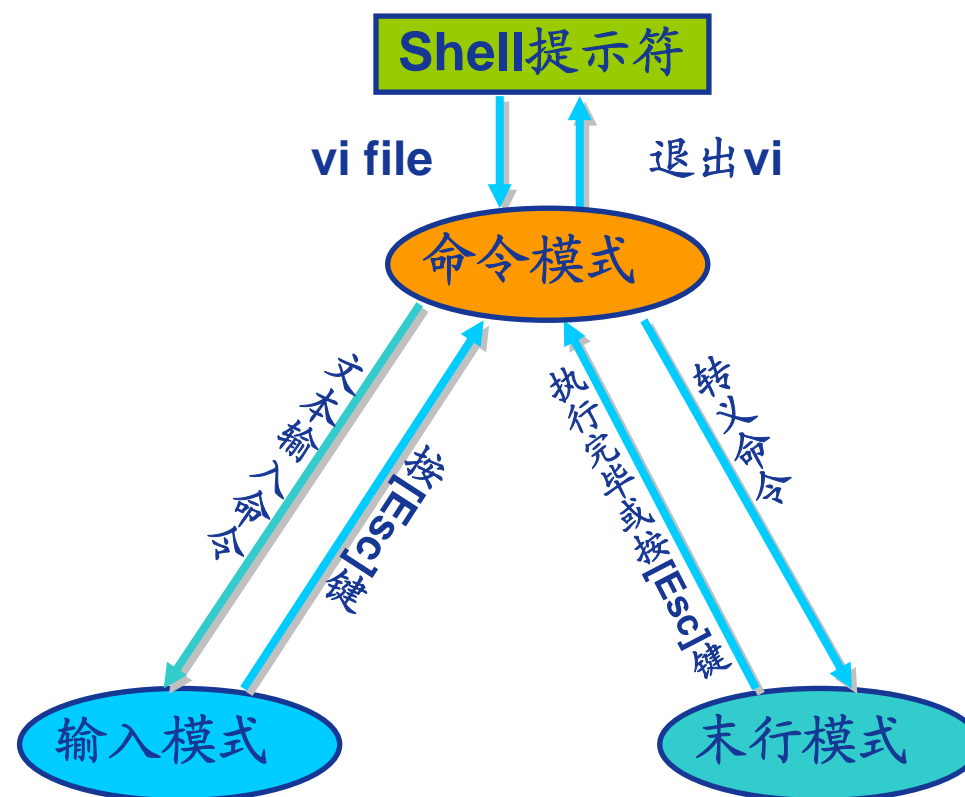 Shell提示符
vi file
退出vi
命令模式
文本输入命令
按[Esc]键
执行完毕或按[Esc]键
转义命令
输入模式
末行模式